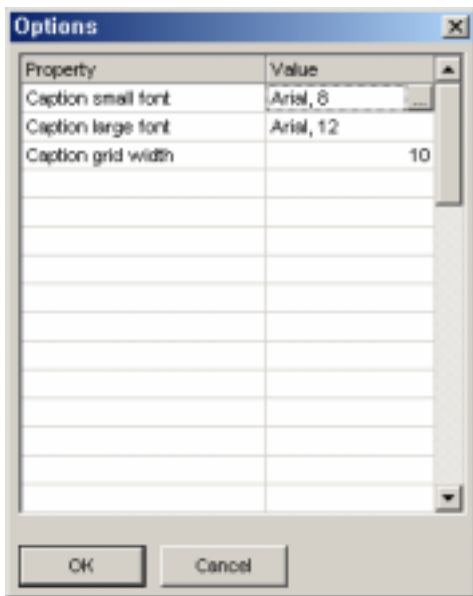 Options
Property Value
Caption small font Arial, 8 ...
Caption large font Arial, 12
Caption grid width 10
OK Cancel